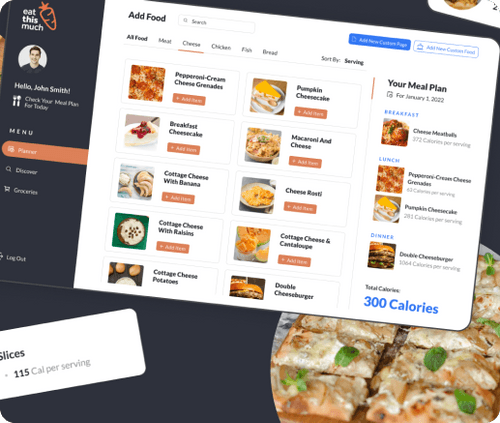 eat
this
much
Hello, John Smith!
Check Your Meal Plan
For Today
MENU
Planner
Discover
Groceries
Log Out
Add Food
Search
Add New Custom Page
Add New Custom Food
All Food
Meat
Cheese
Chicken
Fish
Bread
Sort By: Serving
Pepperoni-Cream
Cheese Grenades
+ Add Item
Pumpkin
Cheesecake
+ Add Item
Breakfast
Cheesecake
+ Add Item
Macaroni And
Cheese
+ Add Item
Cottage Cheese
With Banana
+ Add Item
Cheese Rosti
+ Add Item
Cottage Cheese
With Raisins
+ Add Item
Cottage Cheese &
Cantaloupe
+ Add Item
Cottage Cheese
Potatoes
Double
Cheeseburger
Your Meal Plan
For January 1, 2022
BREAKFAST
Cheese Meatballs
372 Calories per serving
LUNCH
Pepperoni-Cream Cheese
Grenades
63 Calories per serving
Pumpkin Cheesecake
281 Calories per serving
DINNER
Double Cheeseburger
1064 Calories per serving
Total Calories:
300 Calories
Slices
115 Cal per serving